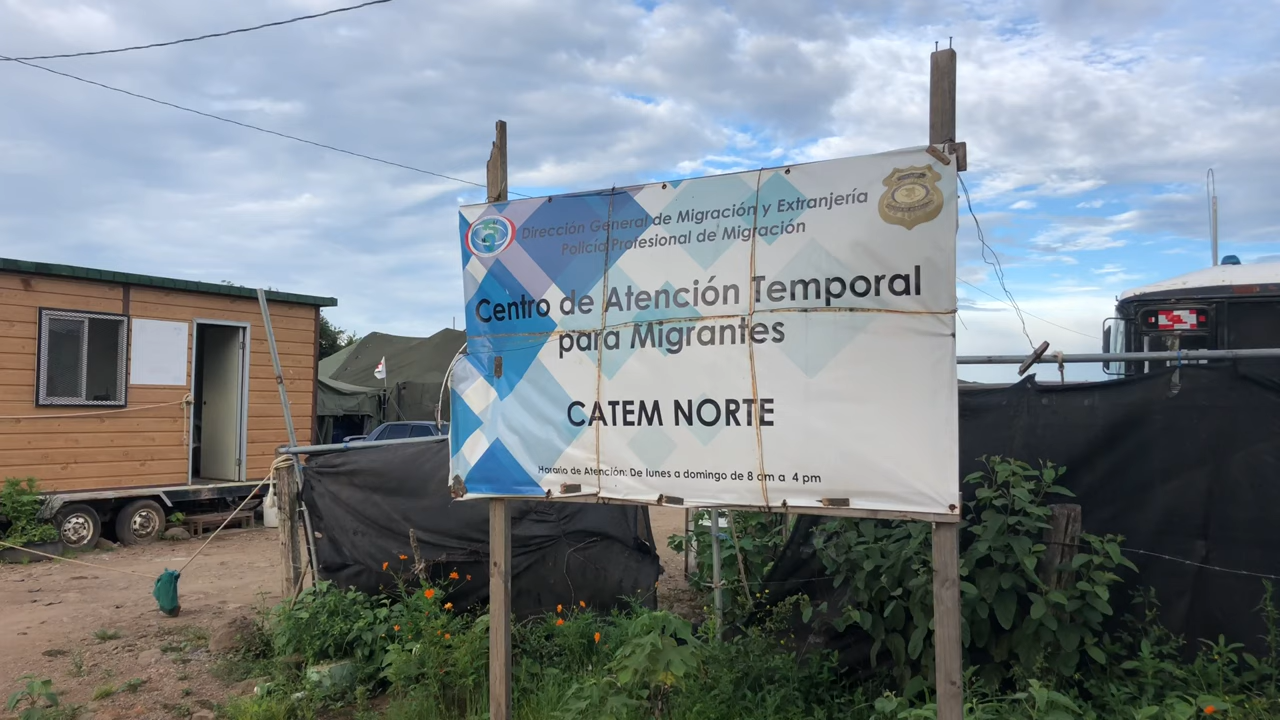 Dirección General de Migración y Extranjería
Policía Profesional de Migración
Centro de Atención Temporal
para Migrantes
CATEM NORTE
Horario de Atención: De lunes a domingo de 8 am a 4 pm